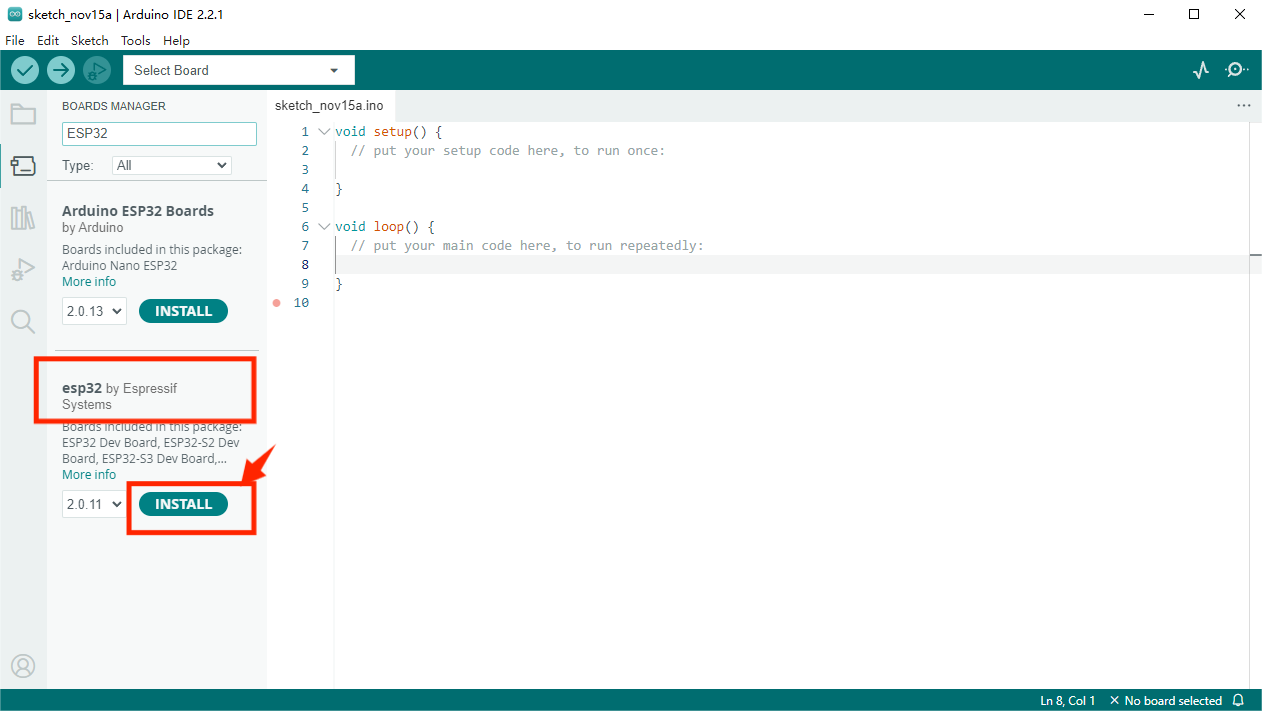 sketch_nov15a | Arduino IDE 2.2.1
File Edit Sketch Tools Help
Select Board
BOARDS MANAGER
ESP32
Type: All
Arduino ESP32 Boards
by Arduino
Boards included in this package:
Arduino Nano ESP32
More info
2.0.13 INSTALL
esp32 by Espressif
Systems
Boards included in this package:
ESP32 Dev Board, ESP32-S2 Dev
Board, ESP32-S3 Dev Board,...
More info
2.0.11 INSTALL
sketch_nov15a.ino
1 void setup() {
2 // put your setup code here, to run once:
3
4 }
5
6 void loop() {
7 // put your main code here, to run repeatedly:
8
9 }
10
Ln 8, Col 1 × No board selected